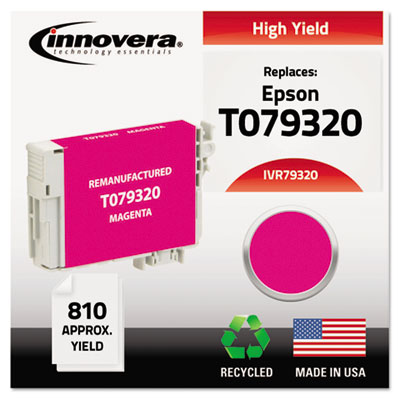 innovera
technology essentials
High Yield
Replaces:
Epson
T079320
IVR79320
T079320
MAGENTA
REMANUFACTURED
T079320
MAGENTA
810
APPROX.
YIELD
RECYCLED
MADE IN USA